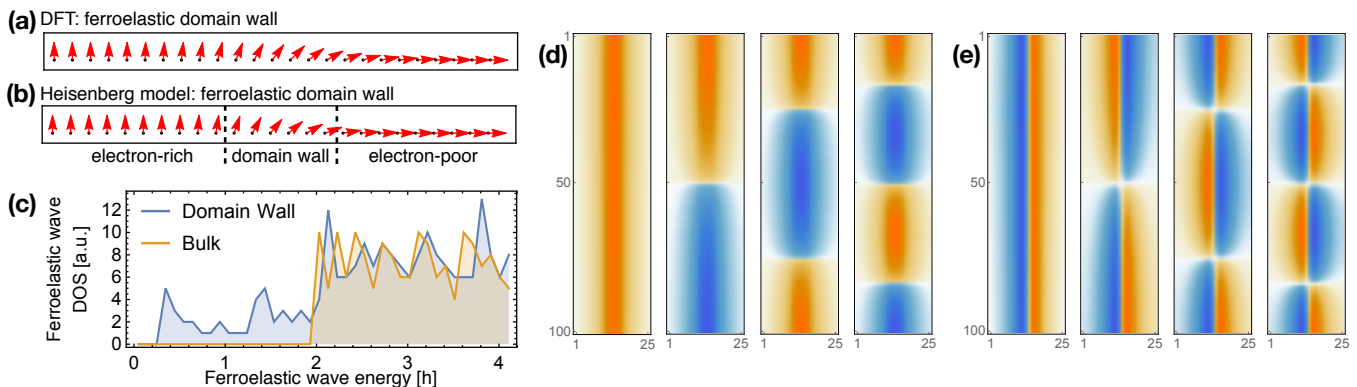 (a) DFT: ferroelastic domain wall
(b) Heisenberg model: ferroelastic domain wall
electron-rich domain wall electron-poor
(c)
Ferroelastic wave
DOS [a.u.]
12
10
8
6
4
2
0
Domain Wall
Bulk
0 1 2 3 4
Ferroelastic wave energy [h]
(d)
1
50
100
1 25 1 25 1 25 1 25
(e)
1
50
100
1 25 1 25 1 25 1 25